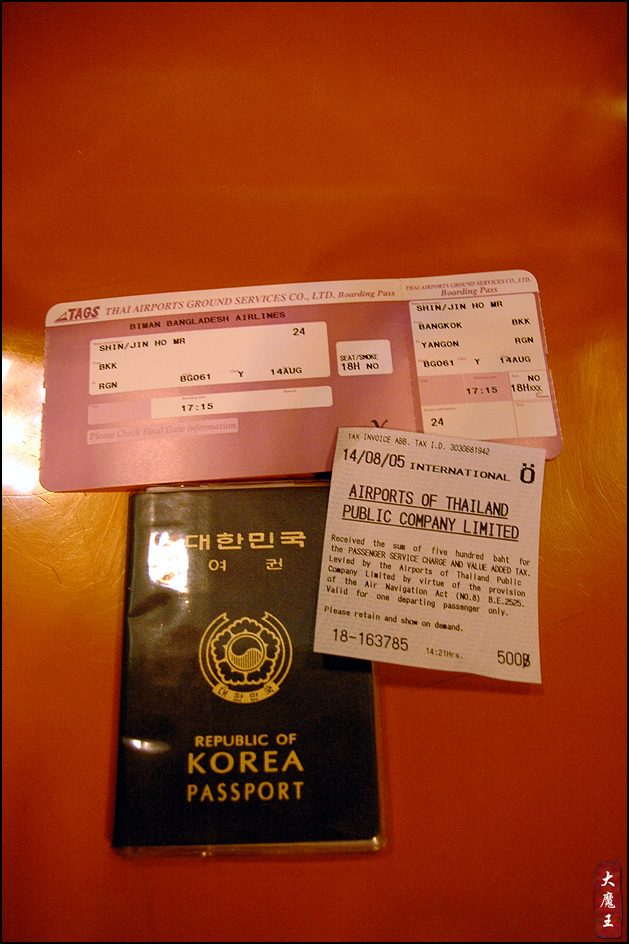 TAGS THAI AIRPORTS GROUND SERVICES CO., LTD. Boarding Pass
BIMAN BANGLADESH AIRLINES
24
SHIN/JIN HO MR
BKK
RGN BG061 Y 14AUG
SEAT/SMOKE
18H NO
17:15
Please Check Final Gate information.
THAI AIRPORTS GROUND SERVICES CO., LTD.
Boarding Pass
SHIN/JIN HO MR
BANGKOK BKK
YANGON RGN
BG061 Y 14AUG
17:15 NO
18Hxxx
24
TAX INVOICE ABB. TAX I.D. 3030681942
14/08/05 INTERNATIONAL Ö
AIRPORTS OF THAILAND
PUBLIC COMPANY LIMITED
Received the sum of five hundred baht for
the PASSENGER SERVICE CHARGE AND VALUE ADDED TAX.
Levied by the Airports of Thailand Public
Company Limited by virtue of the provision
of the Air Navigation Act (NO.8) B.E.2525.
Valid for one departing passenger only.
Please retain and show on demand.
18-163785 14:21Hrs. 500฿
대한민국
여 권
대한민국
REPUBLIC OF
KOREA
PASSPORT
大魔王